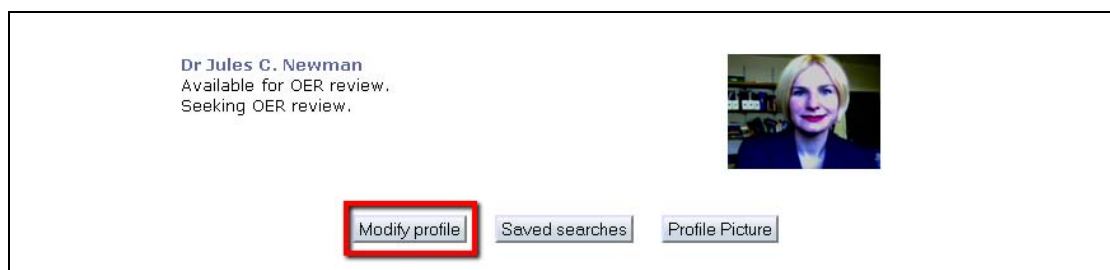 Dr Jules C. Newman
Available for OER review.
Seeking OER review.
Modify profile Saved searches Profile Picture